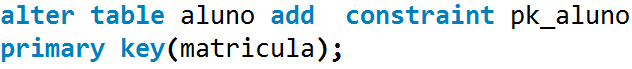 alter table aluno add  constraint pk_aluno
primary key(matricula);